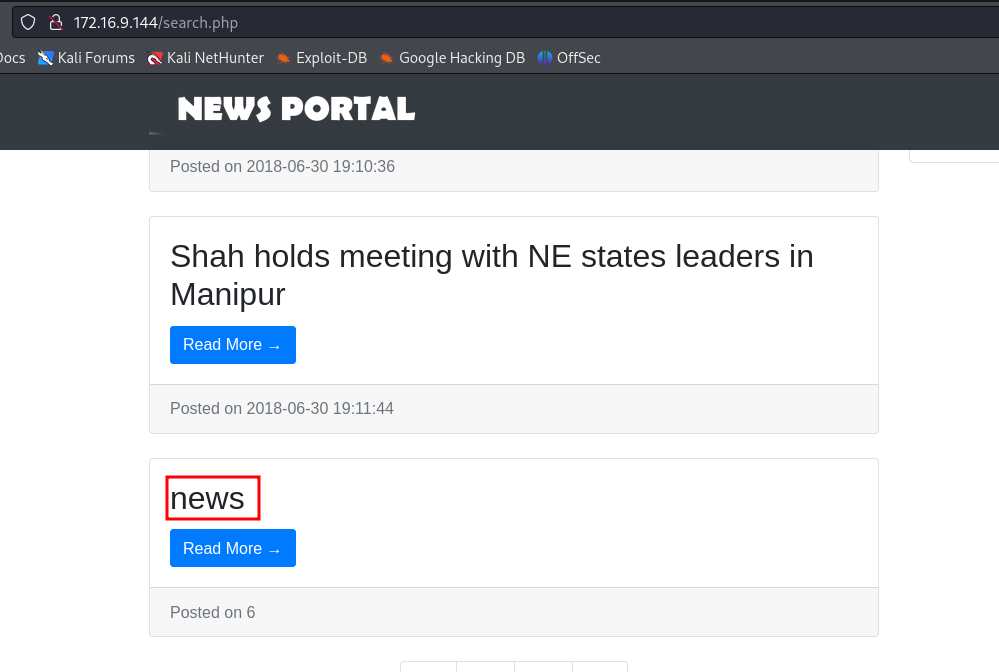 172.16.9.144/search.php
Docs Kali Forums Kali NetHunter Exploit-DB Google Hacking DB OffSec
NEWS PORTAL
Posted on 2018-06-30 19:10:36
Shah holds meeting with NE states leaders in
Manipur
Read More →
Posted on 2018-06-30 19:11:44
news
Read More →
Posted on 6